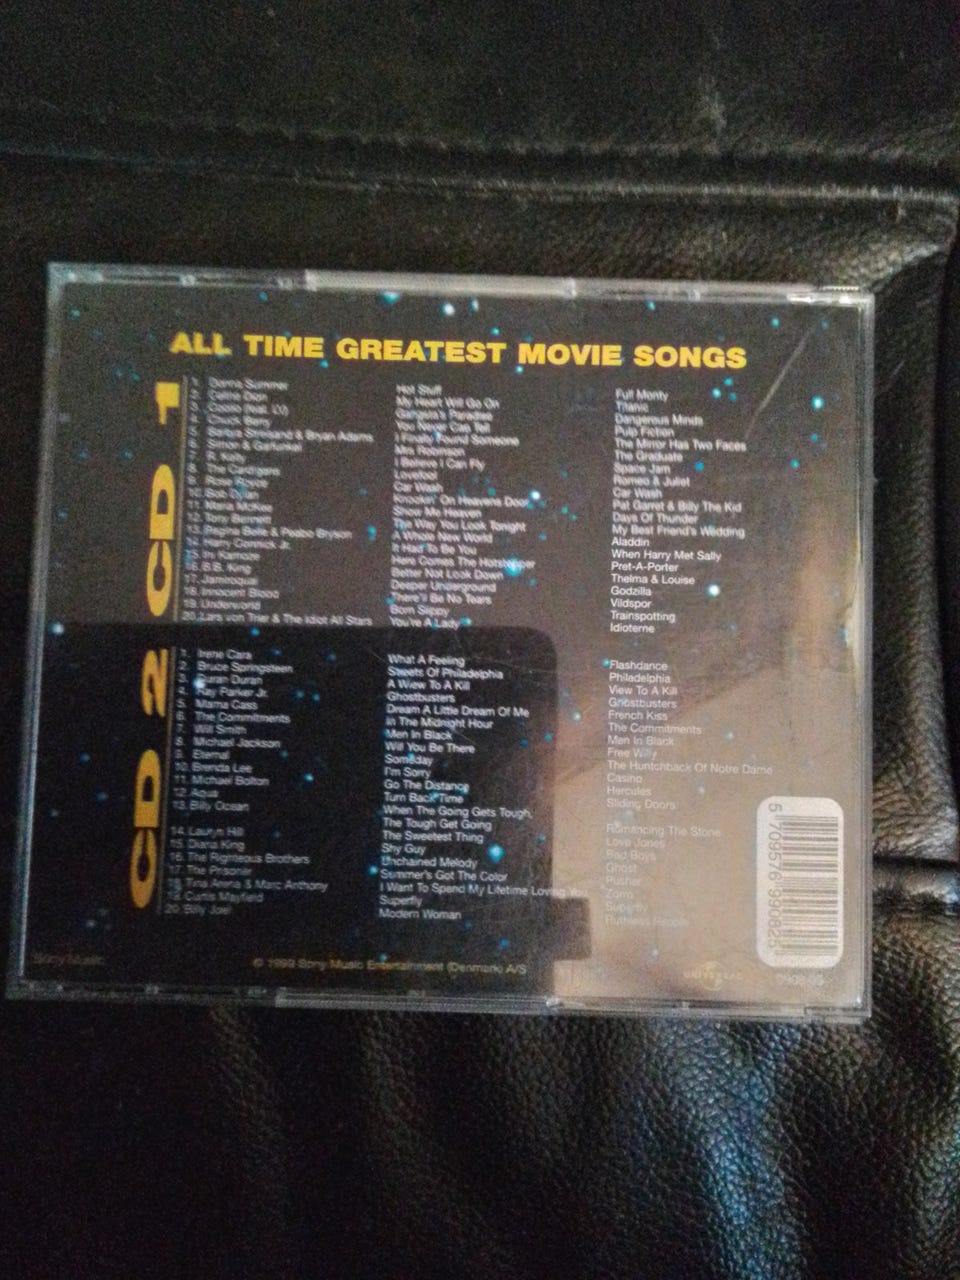 ALL TIME GREATEST MOVIE SONGS
CD 1
1. Donna Summer Hot Stuff Full Monty
2. Celine Dion My Heart Will Go On Titanic
3. Coolio (feat. LV) Gangsta's Paradise Dangerous Minds
4. Chuck Berry You Never Can Tell Pulp Fiction
5. Barbra Streisand & Bryan Adams I Finally Found Someone The Mirror Has Two Faces
6. Simon & Garfunkel Mrs Robinson The Graduate
7. R. Kelly I Believe I Can Fly Space Jam
8. The Cardigans Lovefool Romeo & Juliet
9. Rose Royce Car Wash Car Wash
10. Bob Dylan Knockin' On Heavens Door Pat Garret & Billy The Kid
11. Maria McKee Show Me Heaven Days Of Thunder
12. Tony Bennett The Way You Look Tonight My Best Friend's Wedding
13. Regina Belle & Peabo Bryson A Whole New World Aladdin
14. Harry Connick Jr. It Had To Be You When Harry Met Sally
15. Ini Kamoze Here Comes The Hotstepper Pret-A-Porter
16. B.B. King Better Not Look Down Thelma & Louise
17. Jamiroquai Deeper Underground Godzilla
18. Innocent Blood There'll Be No Tears Vildspor
19. Underworld Born Slippy Trainspotting
20. Lars von Trier & The Idiot All Stars You're A Lady Idioterne
CD 2
1. Irene Cara What A Feeling Flashdance
2. Bruce Springsteen Streets Of Philadelphia Philadelphia
3. Duran Duran A View To A Kill View To A Kill
4. Ray Parker Jr. Ghostbusters Ghostbusters
5. Mama Cass Dream A Little Dream Of Me French Kiss
6. The Commitments In The Midnight Hour The Commitments
7. Will Smith Men In Black Men In Black
8. Michael Jackson Will You Be There Free Willy
9. Eternal Someday The Huntchback Of Notre Dame
10. Brenda Lee I'm Sorry Casino
11. Michael Bolton Go The Distance Hercules
12. Aqua Turn Back Time Sliding Doors
13. Billy Ocean When The Going Gets Tough,
The Tough Get Going Romancing The Stone
14. Lauryn Hill The Sweetest Thing Love Jones
15. Diana King Shy Guy Bad Boys
16. The Righteous Brothers Unchained Melody Ghost
17. The Prisoner Summer's Got The Color Pusher
18. Tina Arena & Marc Anthony I Want To Spend My Lifetime Loving You Zorro
19. Curtis Mayfield Superfly Superfly
20. Billy Joel Modern Woman Ruthless People
5 709576 990825
Sony Music
© 1999 Sony Music Entertainment (Denmark) A/S
UNIVERSAL